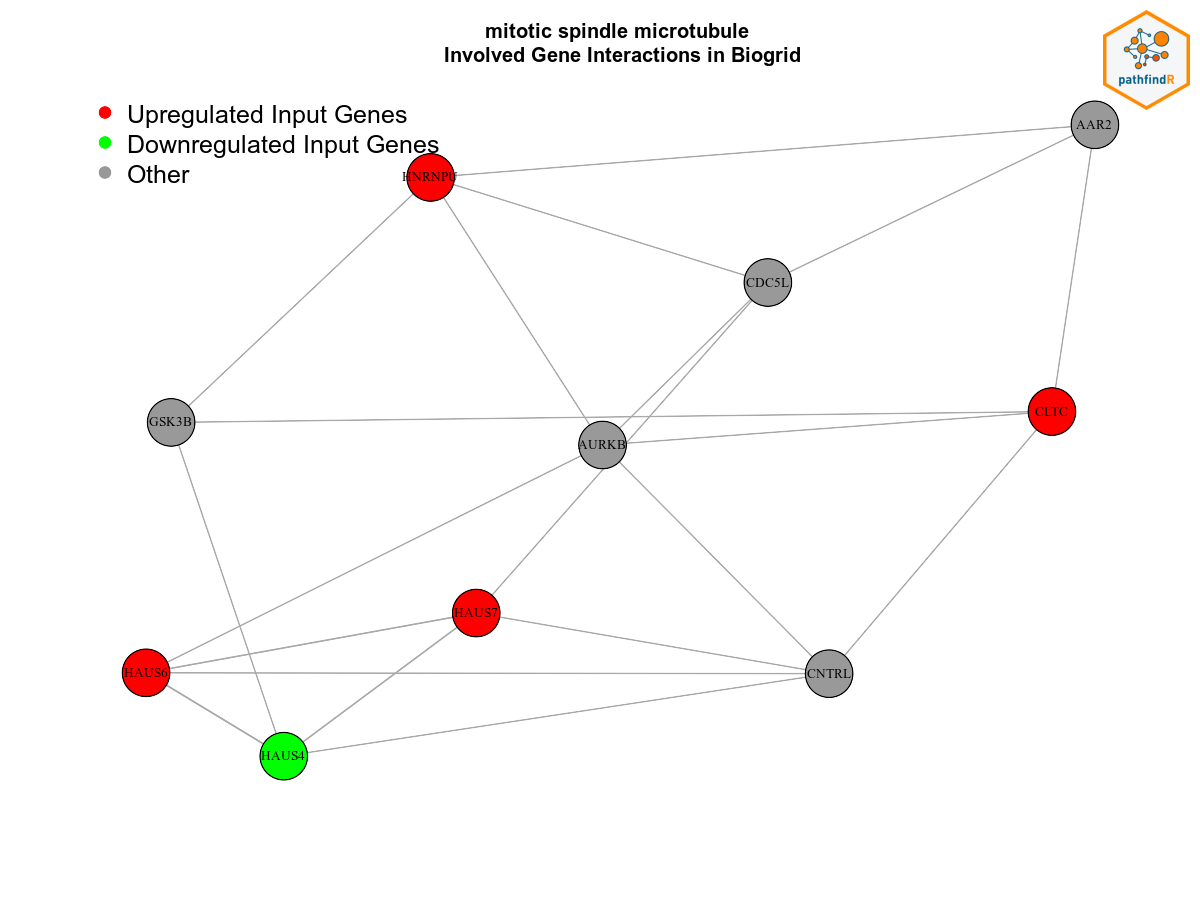 mitotic spindle microtubule
Involved Gene Interactions in Biogrid
pathfindR
Upregulated Input Genes
Downregulated Input Genes
Other
AAR2
HNRNPU
CDC5L
CLTC
GSK3B
AURKB
HAUS7
HAUS6
CNTRL
HAUS4